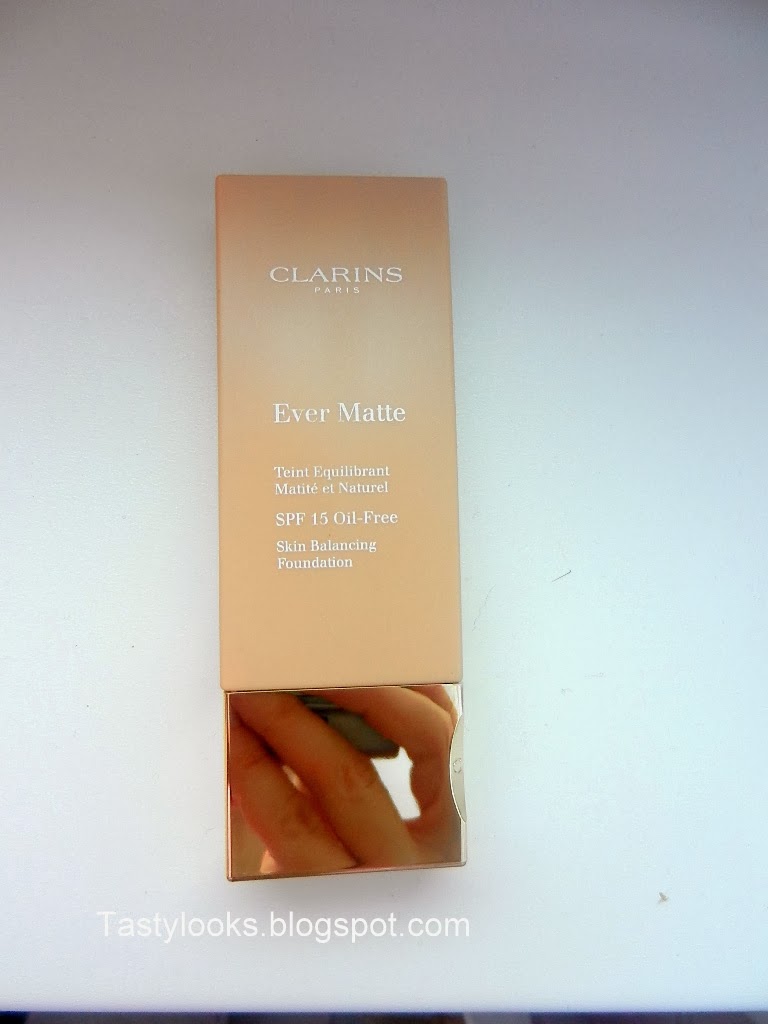 CLARINS
PARIS
Ever Matte
Teint Equilibrant
Matité et Naturel
SPF 15 Oil-Free
Skin Balancing
Foundation
Tastylooks.blogspot.com